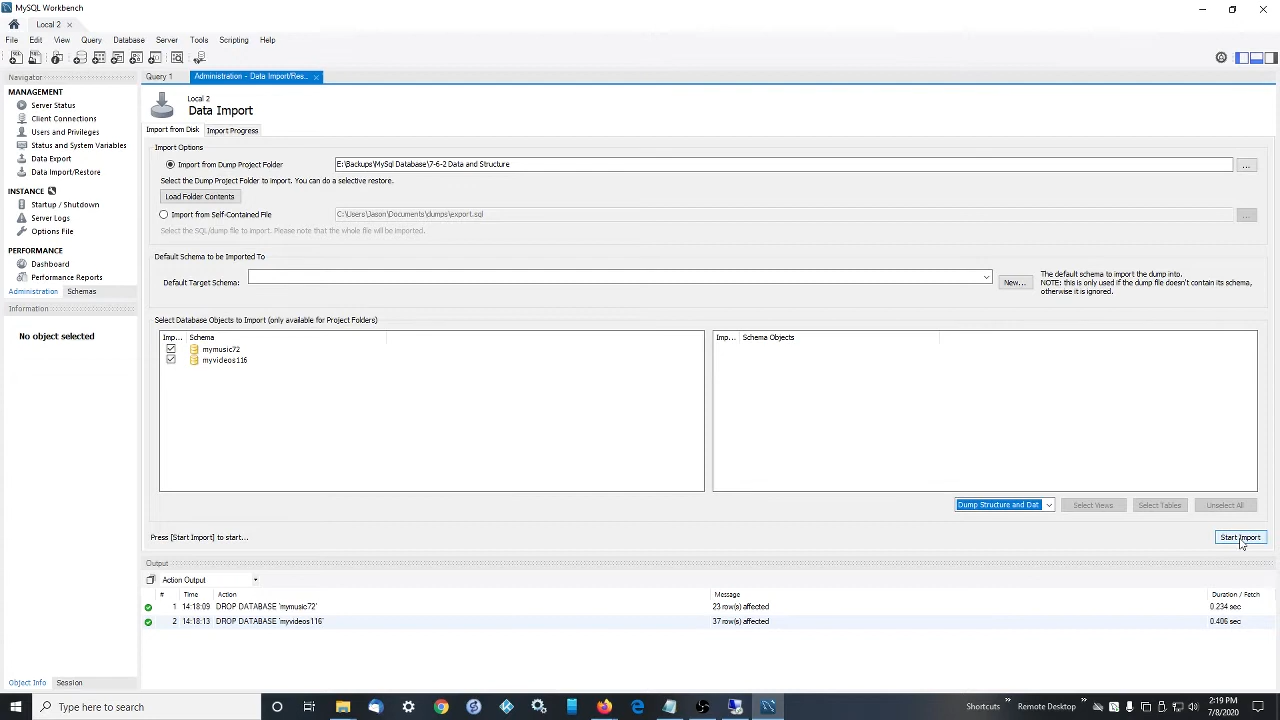 MySQL Workbench
Local 2
File Edit View Query Database Server Tools Scripting Help
Navigator
MANAGEMENT
Server Status
Client Connections
Users and Privileges
Status and System Variables
Data Export
Data Import/Restore
INSTANCE
Startup / Shutdown
Server Logs
Options File
PERFORMANCE
Dashboard
Performance Reports
Administration Schemas
Information
No object selected
Object Info Session
Query 1 Administration - Data Import/Res...
Local 2
Data Import
Import from Disk Import Progress
Import Options
Import from Dump Project Folder E:\Backups\MySql Database\7-6-2 Data and Structure ...
Select the Dump Project Folder to import. You can do a selective restore.
Load Folder Contents
Import from Self-Contained File C:\Users\Jason\Documents\dumps\export.sql ...
Select the SQL/dump file to import. Please note that the whole file will be imported.
Default Schema to be Imported To
Default Target Schema: New...
The default schema to import the dump into.
NOTE: this is only used if the dump file doesn't contain its schema,
otherwise it is ignored.
Select Database Objects to Import (only available for Project Folders)
Imp... Schema
mymusic72
myvideos116
Imp... Schema Objects
Dump Structure and Dat Select Views Select Tables Unselect All
Press [Start Import] to start...
Start Import
Output
Action Output
# Time Action Message Duration / Fetch
1 14:18:09 DROP DATABASE `mymusic72` 23 row(s) affected 0.234 sec
2 14:18:13 DROP DATABASE `myvideos116` 37 row(s) affected 0.406 sec
Type here to search
Shortcuts » Remote Desktop »
2:19 PM
7/8/2020